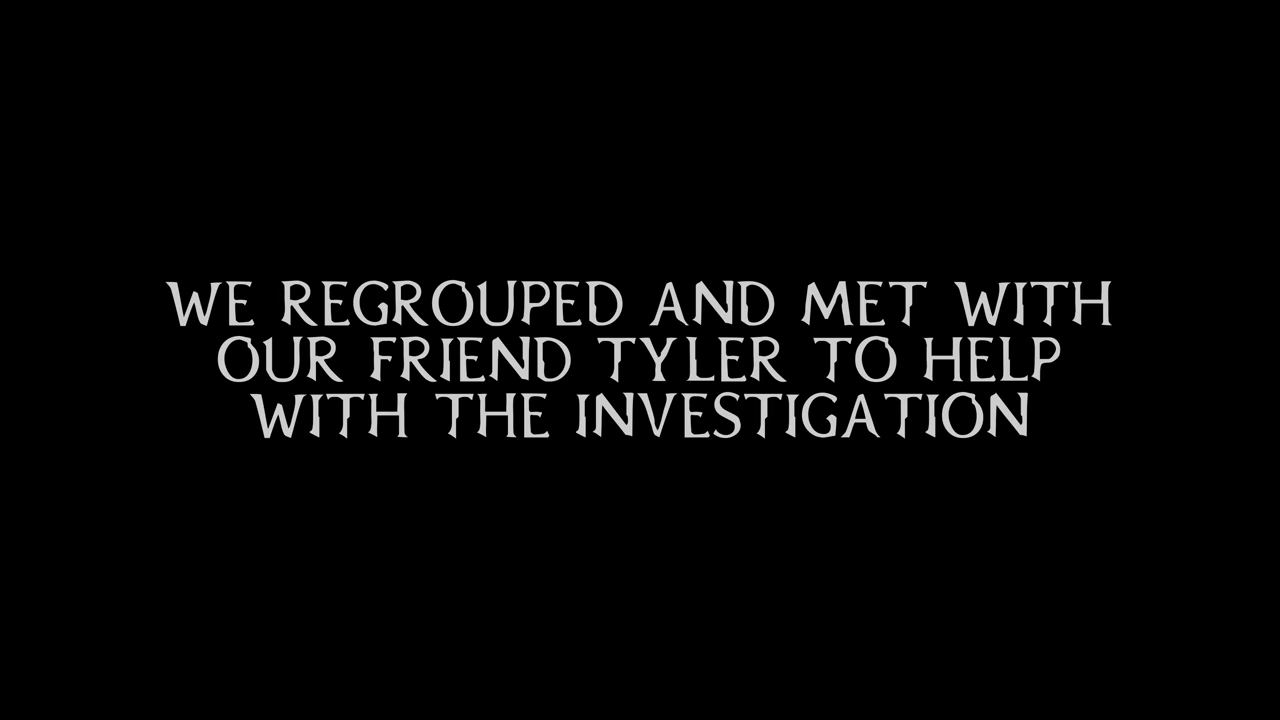 WE REGROUPED AND MET WITH
OUR FRIEND TYLER TO HELP
WITH THE INVESTIGATION